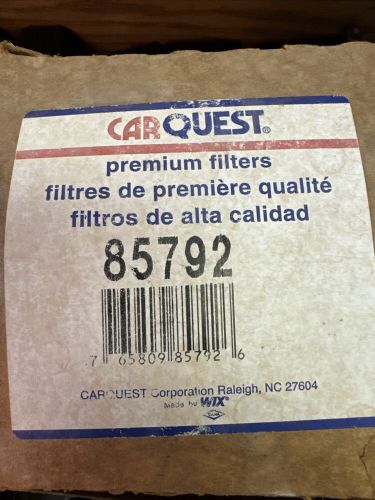 CARQUEST®
premium filters
filtres de première qualité
filtros de alta calidad
85792
7 65809 85792 6
CARQUEST Corporation Raleigh, NC 27604
Made by WIX®